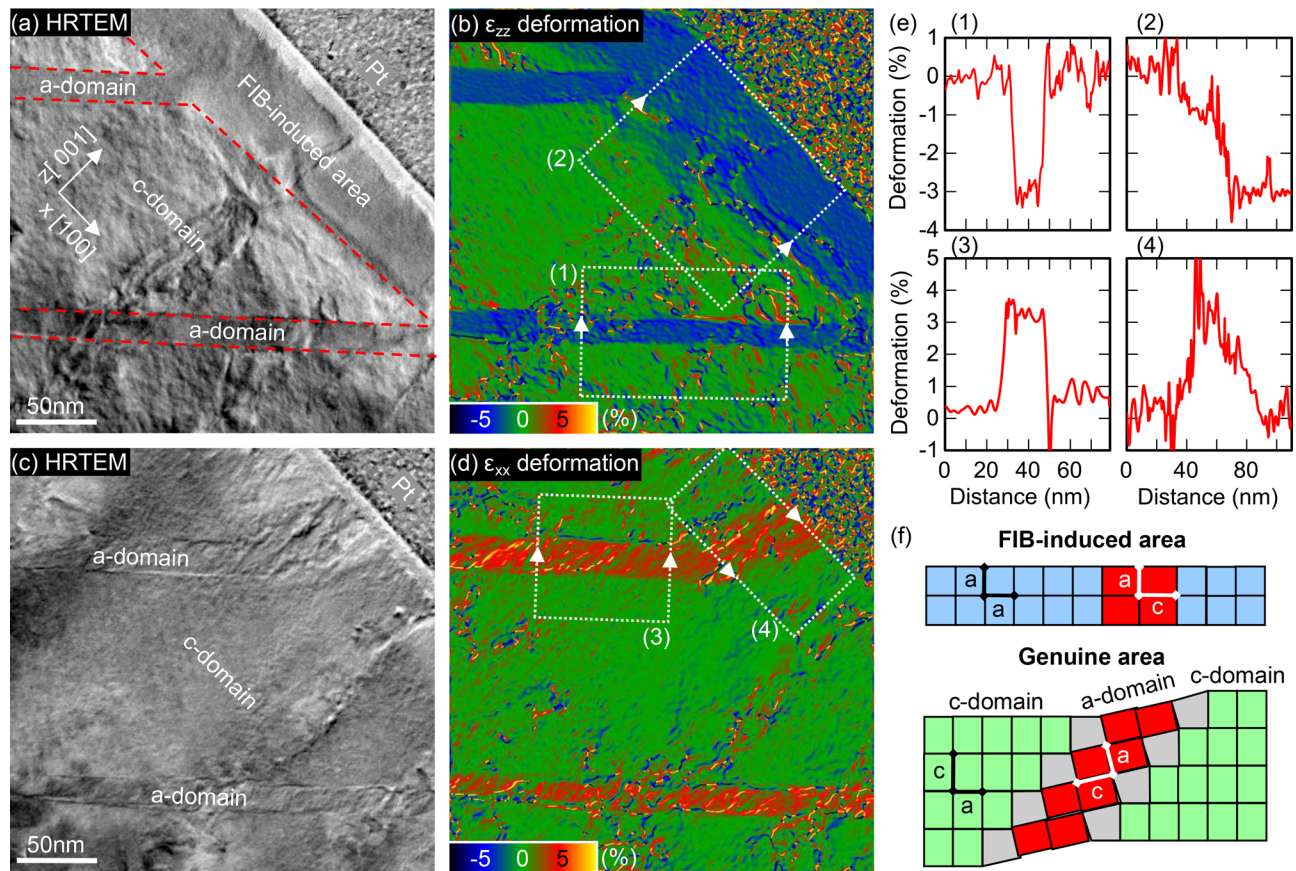 (a) HRTEM
a-domain
FIB-induced area
Pt
z[001]
x [100]
c-domain
a-domain
50nm
(b) εzz deformation
(2)
(1)
-5 0 5 (%)
(c) HRTEM
Pt
a-domain
c-domain
a-domain
50nm
(d) εxx deformation
(3)
(4)
-5 0 5 (%)
(e) (1) (2)
Deformation (%)
1
0
-1
-2
-3
-4
(3) (4)
Deformation (%)
5
4
3
2
1
0
-1
0 20 40 60 0 40 80
Distance (nm) Distance (nm)
(f)
FIB-induced area
a a
a c
Genuine area
c-domain a-domain c-domain
c a
a c